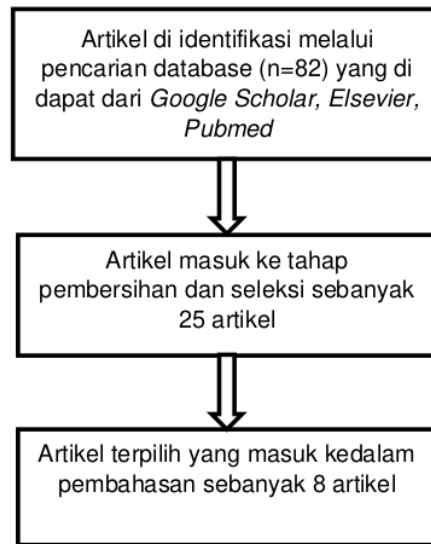 Artikel di identifikasi melalui
pencarian database (n=82) yang di
dapat dari Google Scholar, Elsevier,
Pubmed
Artikel masuk ke tahap
pembersihan dan seleksi sebanyak
25 artikel
Artikel terpilih yang masuk kedalam
pembahasan sebanyak 8 artikel